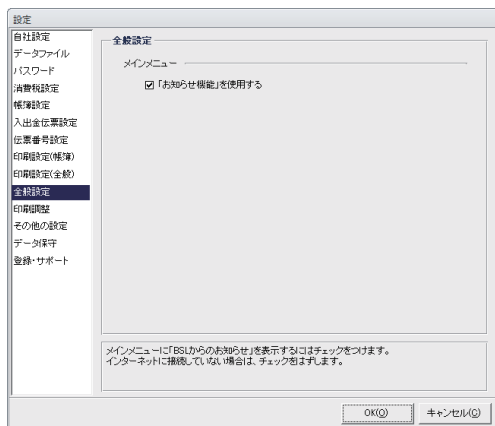 設定
自社設定
データファイル
パスワード
消費税設定
帳簿設定
入出金伝票設定
伝票番号設定
印刷設定(帳簿)
印刷設定(全般)
全般設定
印刷調整
その他の設定
データ保守
登録・サポート
全般設定
メインメニュー
「お知らせ機能」を使用する
メインメニューに「BSLからのお知らせ」を表示するにはチェックをつけます。
インターネットに接続していない場合は、チェックをはずします。
OK(O) キャンセル(C)